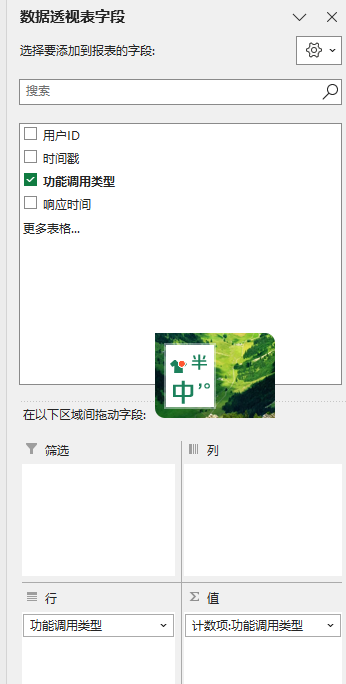 数据透视表字段
选择要添加到报表的字段:
搜索
用户ID
时间戳
功能调用类型
响应时间
更多表格...
半
中 ’°
在以下区域间拖动字段:
筛选
列
行
值
功能调用类型
计数项:功能调用类型